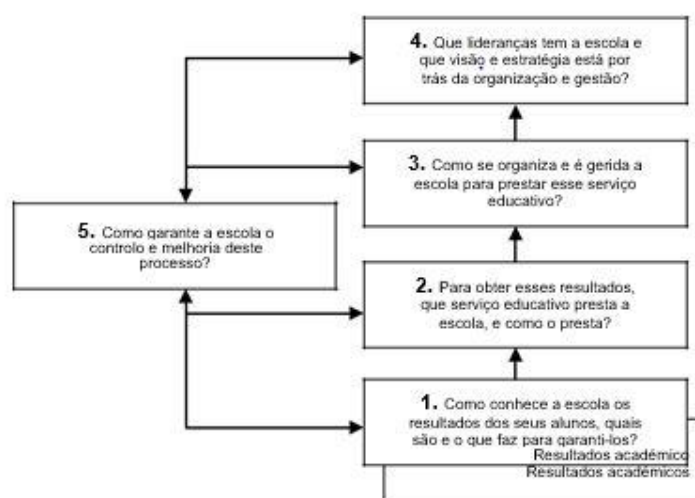 4. Que lideranças tem a escola e
que visão e estratégia está por
trás da organização e gestão?
3. Como se organiza e é gerida a
escola para prestar esse serviço
educativo?
5. Como garante a escola o
controlo e melhoria deste
processo?
2. Para obter esses resultados,
que serviço educativo presta a
escola, e como o presta?
1. Como conhece a escola os
resultados dos seus alunos, quais
são e o que faz para garanti-los?
Resultados académico
Resultados académicos